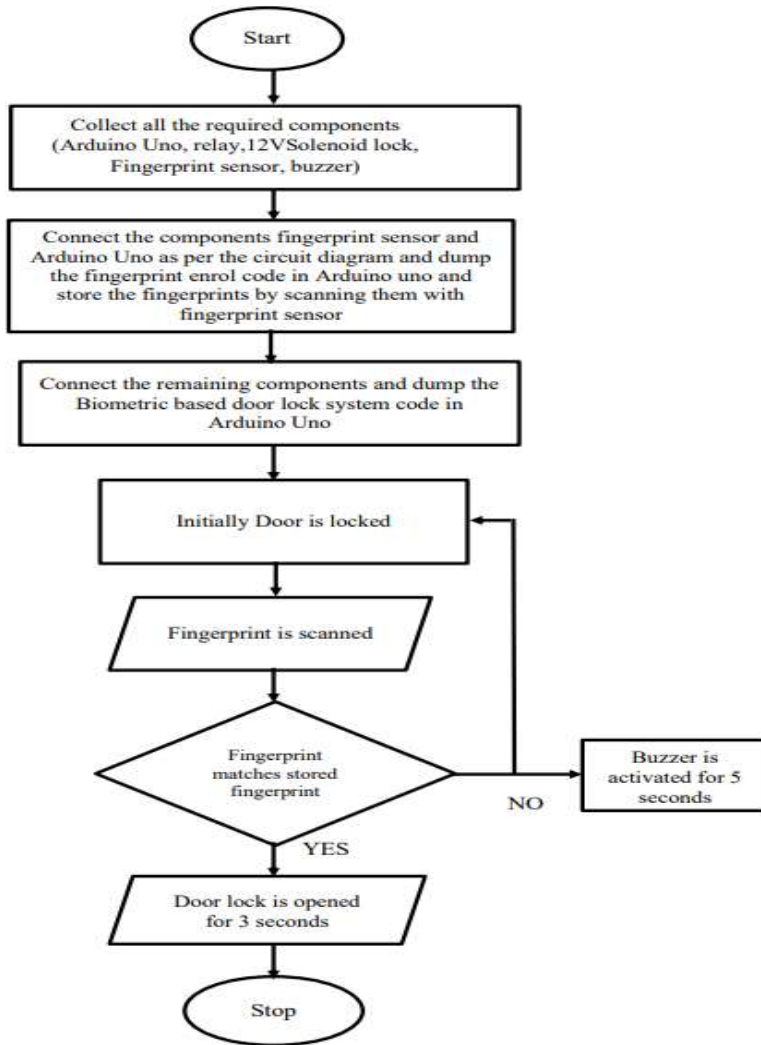 Start
Collect all the required components
(Arduino Uno, relay,12VSolenoid lock,
Fingerprint sensor, buzzer)
Connect the components fingerprint sensor and
Arduino Uno as per the circuit diagram and dump
the fingerprint enrol code in Arduino uno and
store the fingerprints by scanning them with
fingerprint sensor
Connect the remaining components and dump the
Biometric based door lock system code in
Arduino Uno
Initially Door is locked
Fingerprint is scanned
Fingerprint
matches stored
fingerprint
NO
Buzzer is
activated for 5
seconds
YES
Door lock is opened
for 3 seconds
Stop